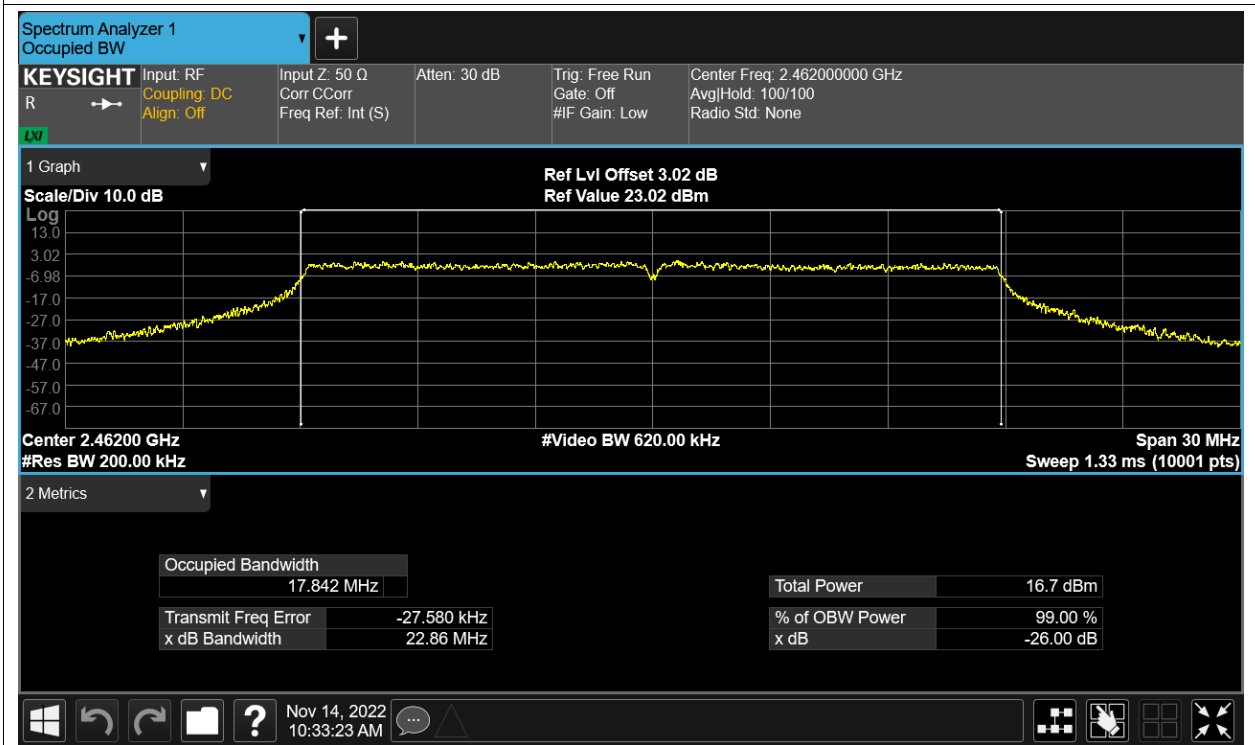 Spectrum Analyzer 1
Occupied BW
KEYSIGHT
R
LXI
Input: RF
Coupling: DC
Align: Off
Input Z: 50 Ω
Corr CCorr
Freq Ref: Int (S)
Atten: 30 dB
Trig: Free Run
Gate: Off
#IF Gain: Low
Center Freq: 2.462000000 GHz
Avg|Hold: 100/100
Radio Std: None
1 Graph
Scale/Div 10.0 dB
Ref Lvl Offset 3.02 dB
Ref Value 23.02 dBm
Log
13.0
3.02
-6.98
-17.0
-27.0
-37.0
-47.0
-57.0
-67.0
Center 2.46200 GHz
#Video BW 620.00 kHz
Span 30 MHz
#Res BW 200.00 kHz
Sweep 1.33 ms (10001 pts)
2 Metrics
Occupied Bandwidth
17.842 MHz
Transmit Freq Error -27.580 kHz
x dB Bandwidth 22.86 MHz
Total Power 16.7 dBm
% of OBW Power 99.00 %
x dB -26.00 dB
?
Nov 14, 2022
10:33:23 AM